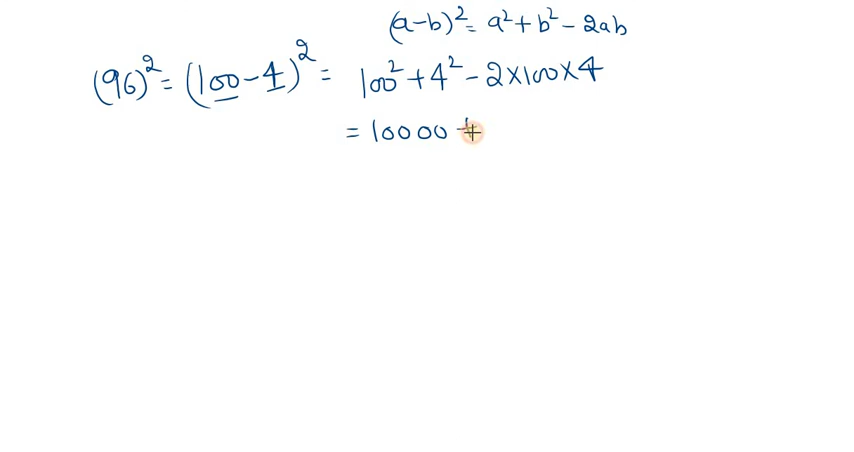 (a-b)² = a² + b² - 2ab
(96)² = (100 - 4)² = 100² + 4² - 2×100×4
= 10000 +